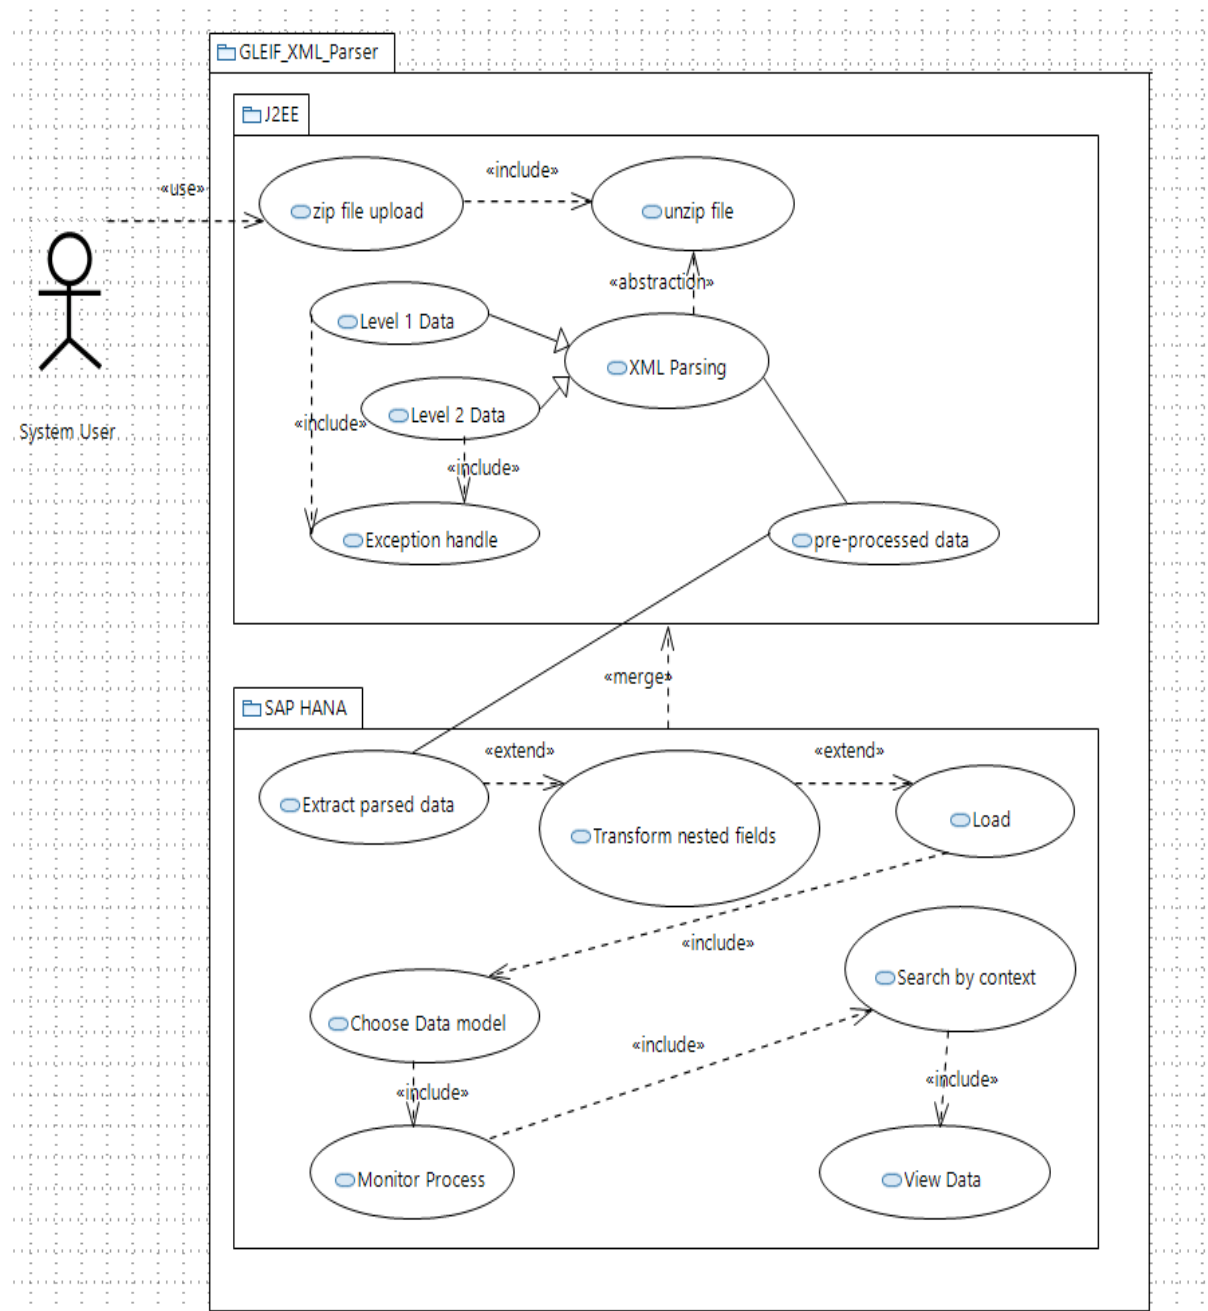 GLEIF_XML_Parser
J2EE
«include»
«use»
zip file upload
unzip file
«abstraction»
Level 1 Data
XML Parsing
Level 2 Data
«include»
System User
«include»
Exception handle
pre-processed data
«merge»
SAP HANA
«extend»
«extend»
Extract parsed data
Load
Transform nested fields
«include»
Search by context
Choose Data model
«include»
«include»
«include»
Monitor Process
View Data